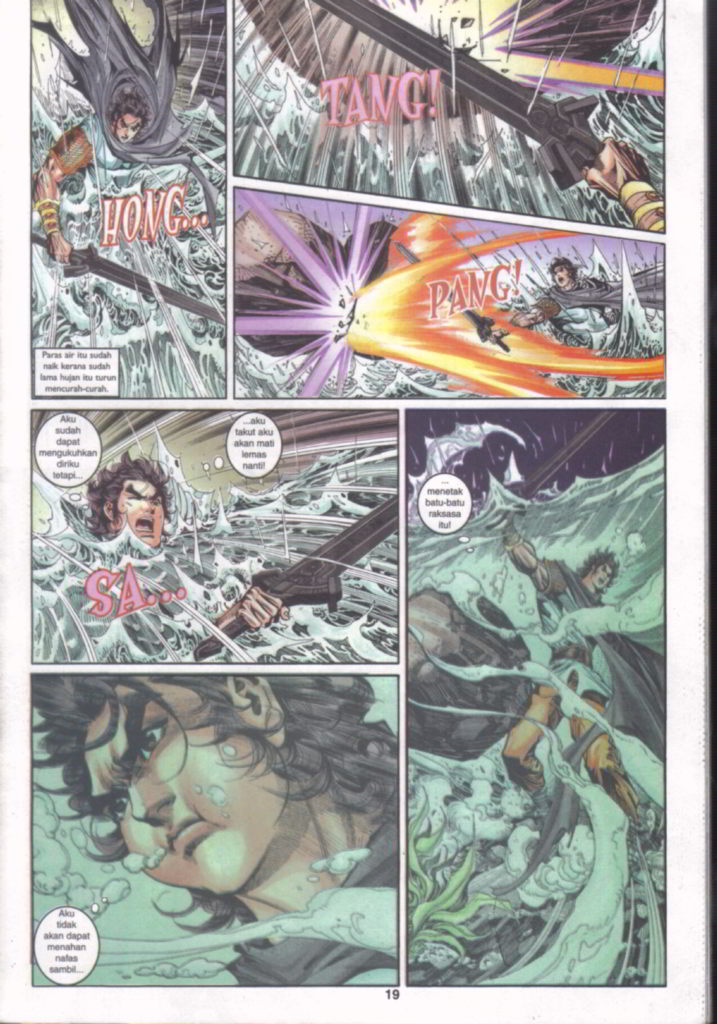 HONG...
Paras air itu sudah
naik kerana sudah
lama hujan itu turun
mencurah-curah.
TANG!
PANG!
Aku
sudah
dapat
mengukuhkan
diriku
tetapi...
...aku
takut aku
akan mati
lemas
nanti!
SA...
Aku
tidak
akan dapat
menahan
nafas
sambil...
...
menetak
batu-batu
raksasa
itu!
19